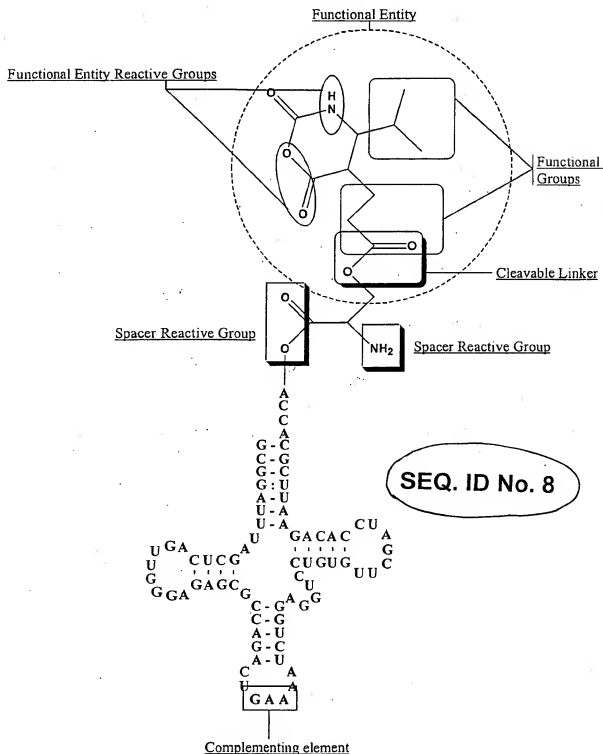 Functional Entity
Functional Entity Reactive Groups
H
N
O
O
O
Functional
Groups
O
O
Cleavable Linker
O
Spacer Reactive Group
O
NH2
Spacer Reactive Group
A
C
C
A
G - C
C - G
G - C
G : U
A - U
U - A
U - A
U
G A C A C
C U
A
G
C
U U
C U G U G U
C
U
G
G
A
U
U
G
G
G A
U G A
C U C G
A
G A G C
G
C
C - G
C - G
A - U
G - C
A - U
C
U
A
A
G A A
SEQ. ID No. 8
Complementing element